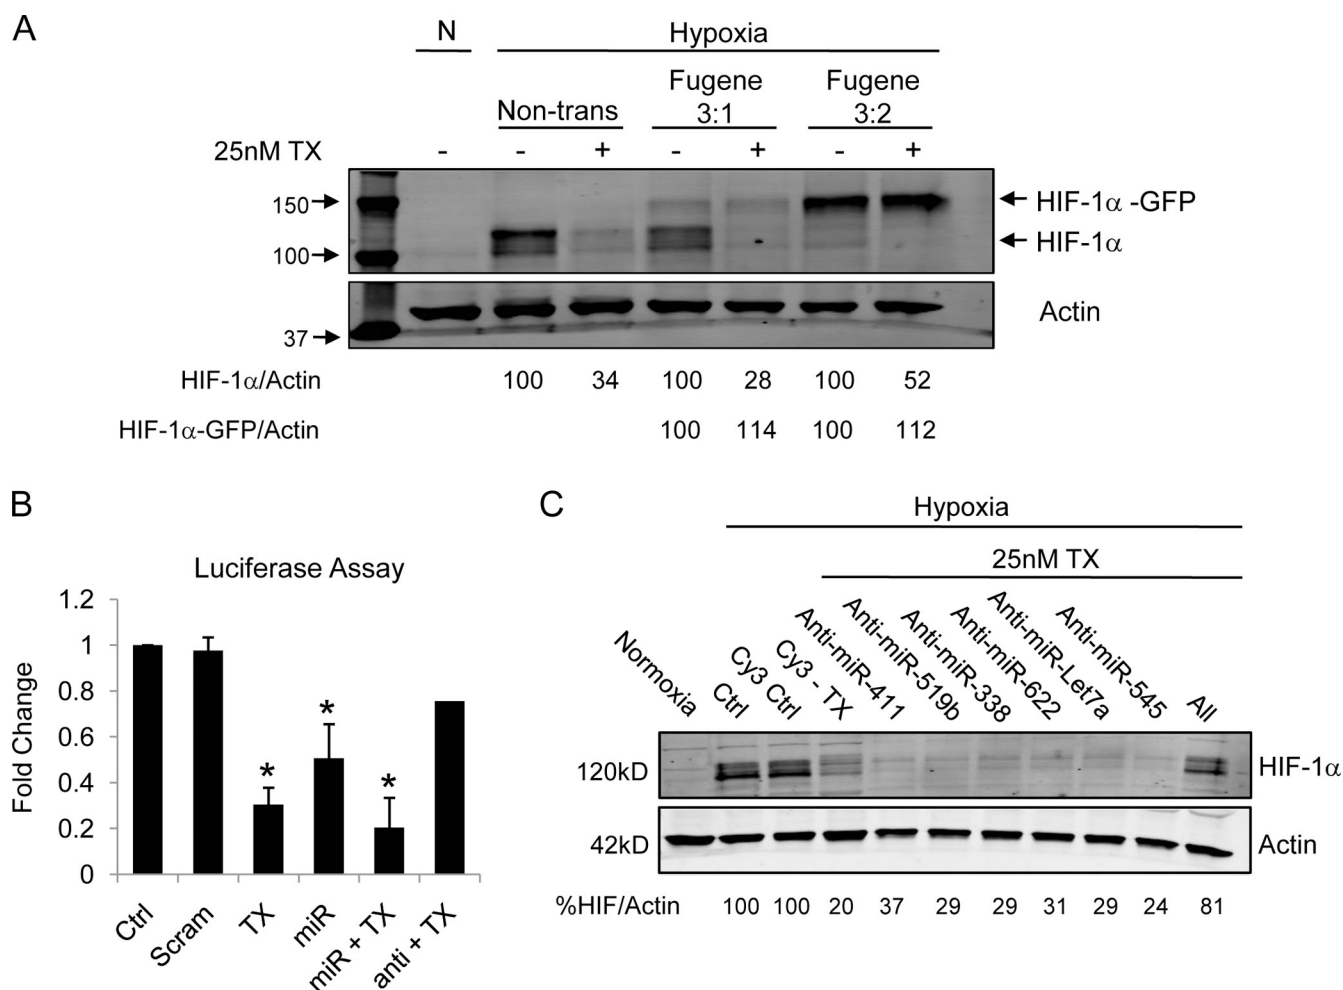 A
N
Hypoxia
Non-trans
Fugene
3:1
Fugene
3:2
25nM TX
- - + - + - +
150
100
HIF-1α -GFP
HIF-1α
37
Actin
HIF-1α/Actin 100 34 100 28 100 52
HIF-1α-GFP/Actin 100 114 100 112
B
Luciferase Assay
Fold Change
1.2
1
0.8
0.6
0.4
0.2
0
* * *
Ctrl
Scram
TX
miR
miR + TX
anti + TX
C
Hypoxia
25nM TX
Normoxia
Ctrl
Cy3 Ctrl
Cy3 - TX
Anti-miR-411
Anti-miR-519b
Anti-miR-338
Anti-miR-622
Anti-miR-Let7a
Anti-miR-545
All
120kD
HIF-1α
42kD
Actin
%HIF/Actin 100 100 20 37 29 29 31 29 24 81